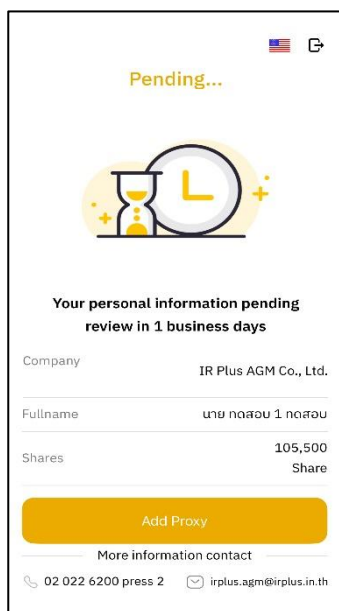 Pending...
Your personal information pending
review in 1 business days
Company
IR Plus AGM Co., Ltd.
Fullname นาย ทดสอบ 1 ทดสอบ
Shares 105,500
Share
Add Proxy
More information contact
02 022 6200 press 2 irplus.agm@irplus.in.th